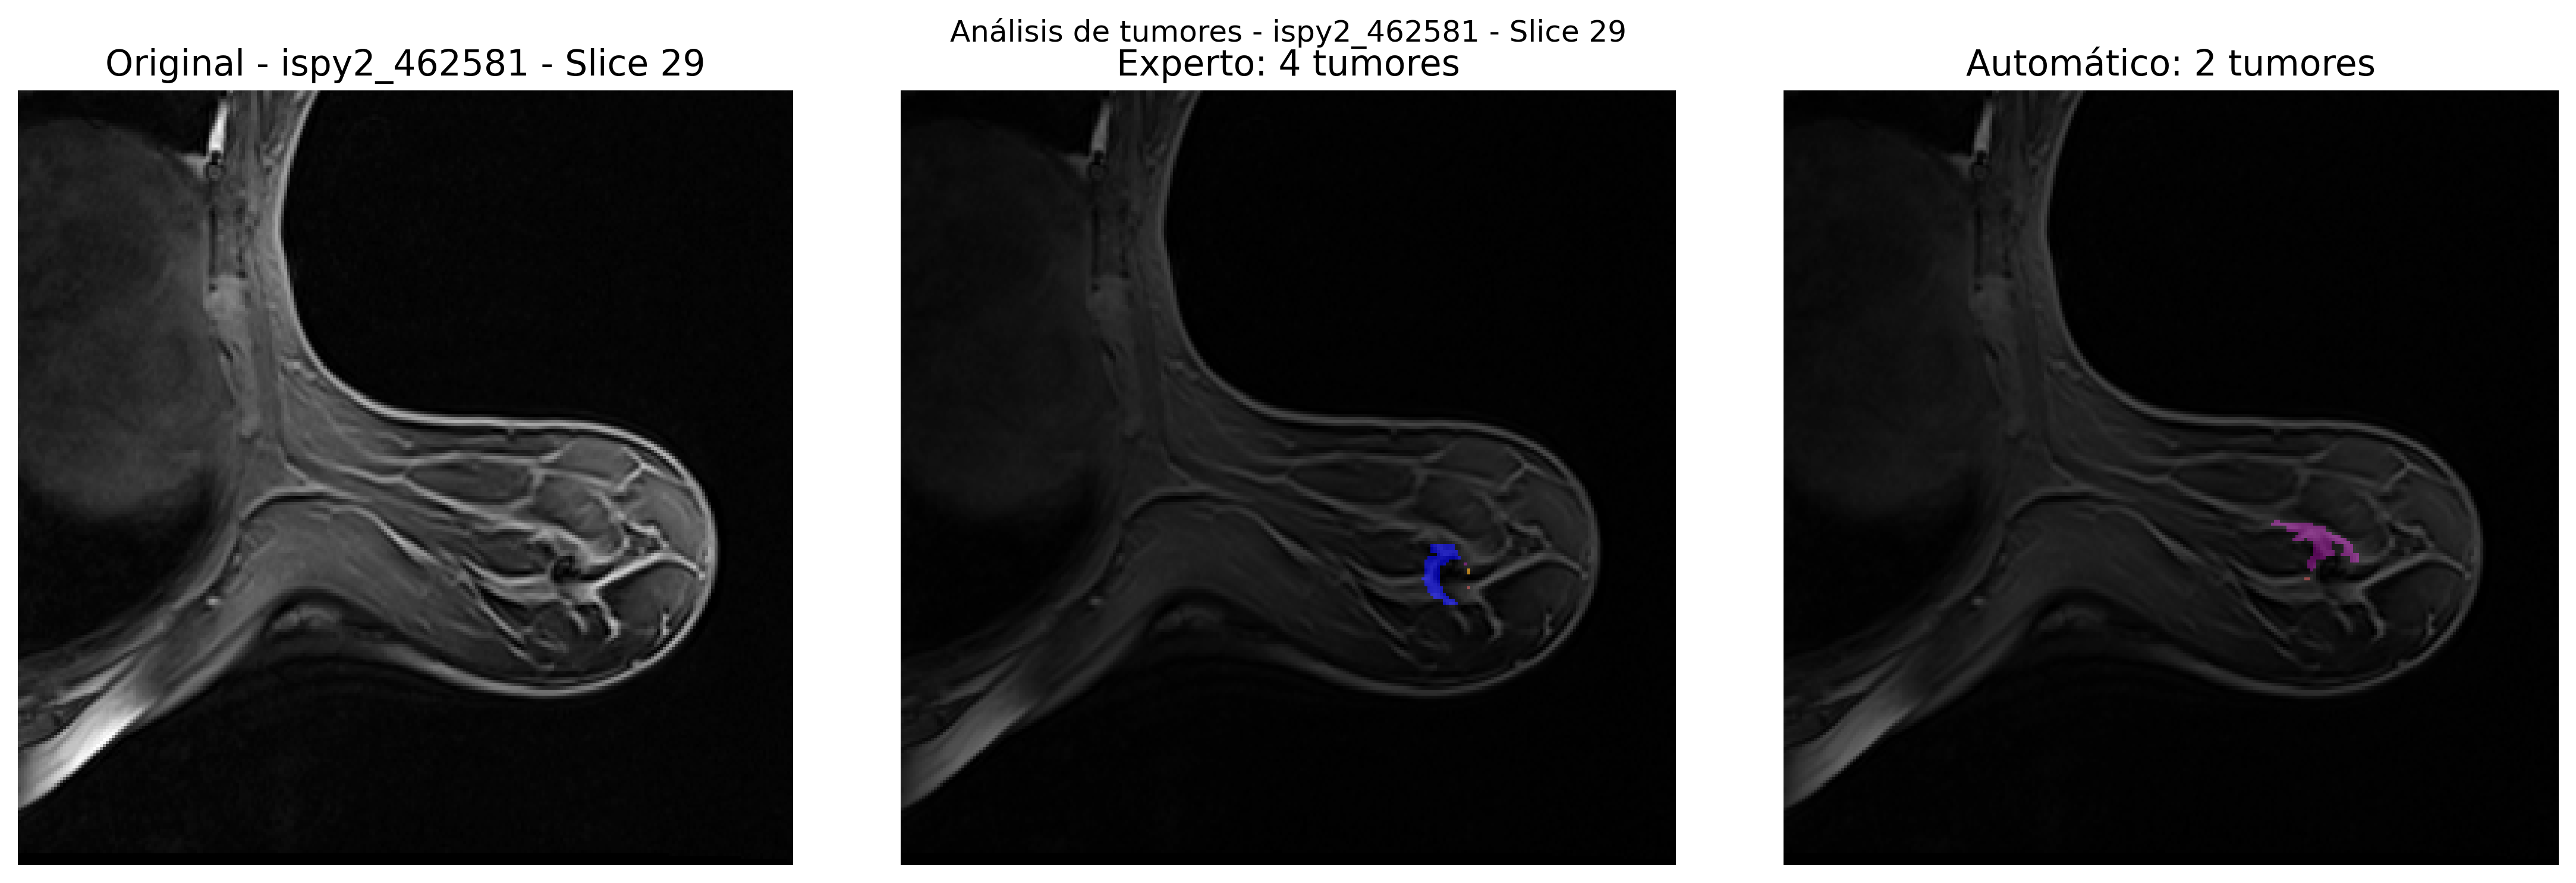 Análisis de tumores - ispy2_462581 - Slice 29
Original - ispy2_462581 - Slice 29
Experto: 4 tumores
Automático: 2 tumores